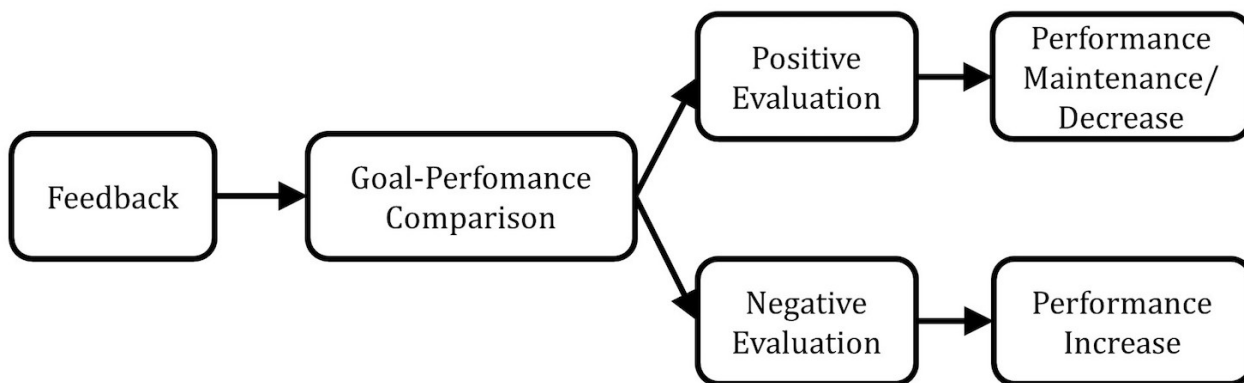 Feedback
Goal-Perfomance
Comparison
Positive
Evaluation
Performance
Maintenance/
Decrease
Negative
Evaluation
Performance
Increase